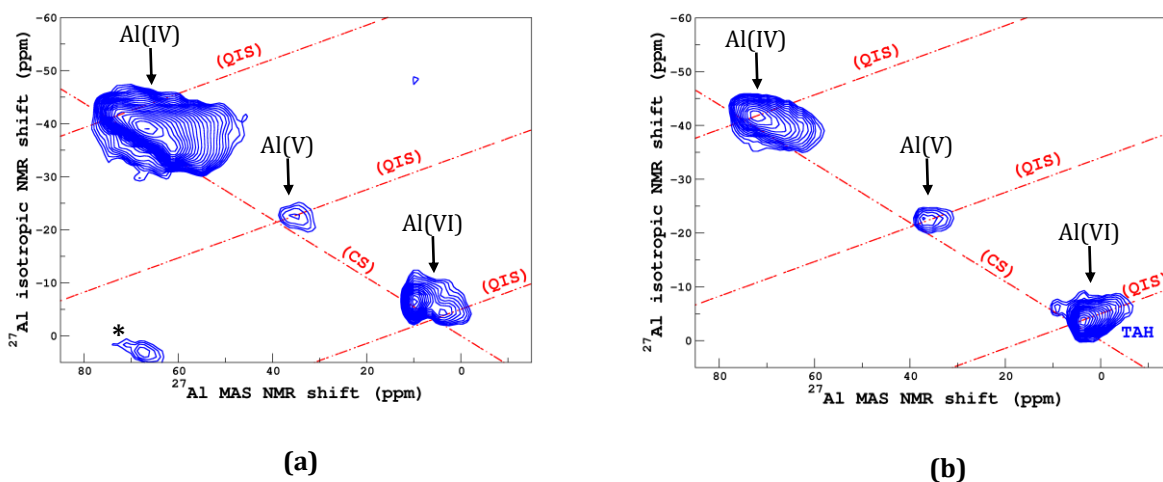 -60
-50
-40
-30
-20
-10
0
²⁷Al isotropic NMR shift (ppm)
Al(IV)
(QIS)
Al(V)
(QIS)
Al(VI)
(CS)
(QIS)
*
80 60 40 20 0
²⁷Al MAS NMR shift (ppm)
(a)
-60
-50
-40
-30
-20
-10
0
²⁷Al isotropic NMR shift (ppm)
Al(IV)
(QIS)
Al(V)
(QIS)
Al(VI)
(CS)
(QIS)
TAH
80 60 40 20 0
²⁷Al MAS NMR shift (ppm)
(b)